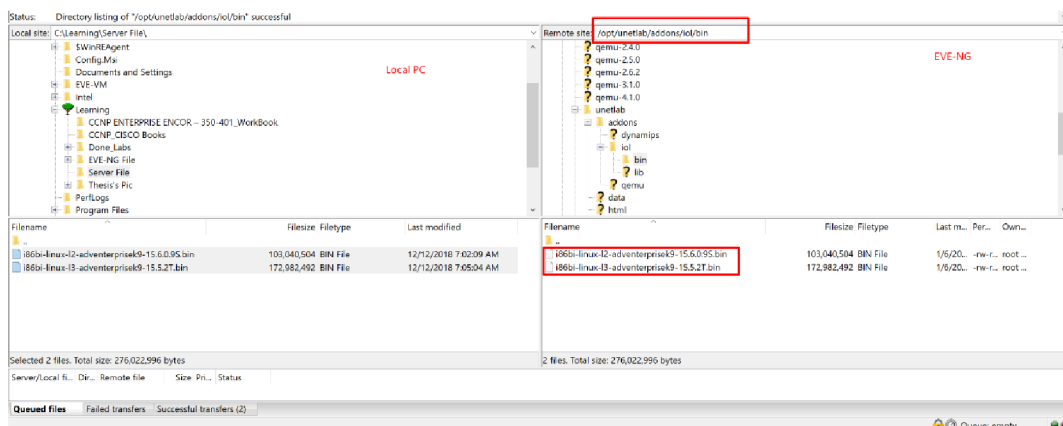 Status: Directory listing of "/opt/unetlab/addons/iol/bin" successful
Local site: C:\Learning\Server File\
$WinREAgent
Config.Msi
Documents and Settings
EVE-VM
Intel
Learning
CCNP ENTERPRISE ENCOR – 350-401_WorkBook
CCNP_CISCO Books
Done_Labs
EVE-NG File
Server File
Thesis's Pic
PerfLogs
Program Files
Local PC
Remote site: /opt/unetlab/addons/iol/bin
qemu-2.4.0
qemu-2.5.0
qemu-2.6.2
qemu-3.1.0
qemu-4.1.0
unetlab
addons
dynamips
iol
bin
lib
qemu
data
html
EVE-NG
Filename Filesize Filetype Last modified
..
i86bi-linux-l2-adventerprisek9-15.6.0.9S.bin 103,040,504 BIN File 12/12/2018 7:02:09 AM
i86bi-linux-l3-adventerprisek9-15.5.2T.bin 172,982,492 BIN File 12/12/2018 7:05:04 AM
Selected 2 files. Total size: 276,022,996 bytes
Filename Filesize Filetype Last m... Per... Own...
..
i86bi-linux-l2-adventerprisek9-15.6.0.9S.bin 103,040,504 BIN File 1/6/20... -rw-r... root ...
i86bi-linux-l3-adventerprisek9-15.5.2T.bin 172,982,492 BIN File 1/6/20... -rw-r... root ...
2 files. Total size: 276,022,996 bytes
Server/Local fi... Dir... Remote file Size Pri... Status
Queued files Failed transfers Successful transfers (2)
Queue: empty